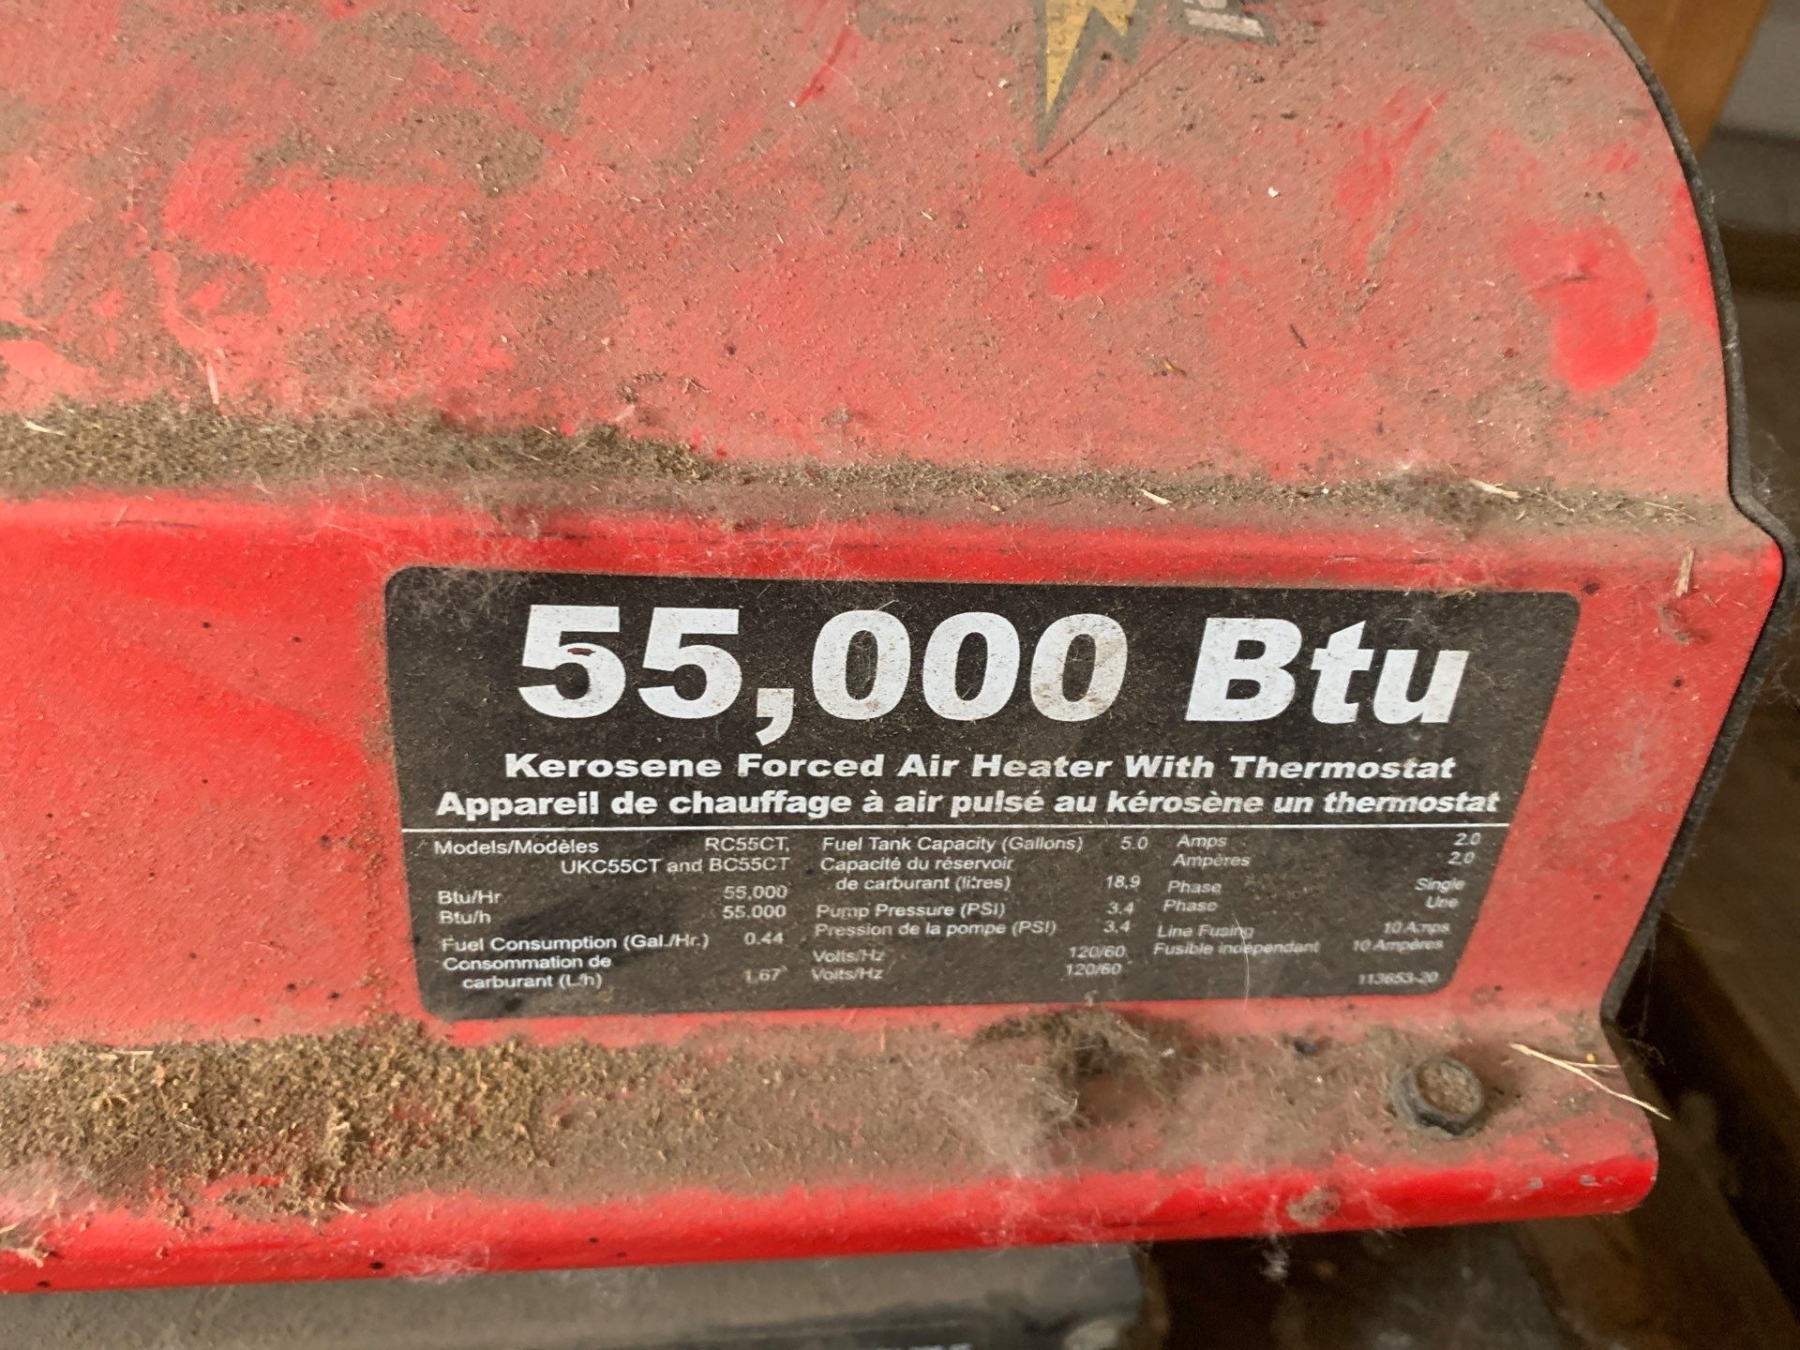 55,000 Btu
Kerosene Forced Air Heater With Thermostat
Appareil de chauffage à air pulsé au kérosène un thermostat
Models/Modèles RC55CT,
UKC55CT and BC55CT
Btu/Hr 55,000
Btu/h 55.000
Fuel Consumption (Gal./Hr.) 0.44
Consommation de
carburant (L/h) 1,67
Fuel Tank Capacity (Gallons) 5.0
Capacité du réservoir
de carburant (litres) 18,9
Pump Pressure (PSI) 3.4
Pression de la pompe (PSI) 3,4
Volts/Hz 120/60
Volts/Hz 120/60
Amps 2.0
Ampères 2,0
Phase Single
Phase Une
Line Fusing 10 Amps
Fusible independant 10 Ampères
113653-20